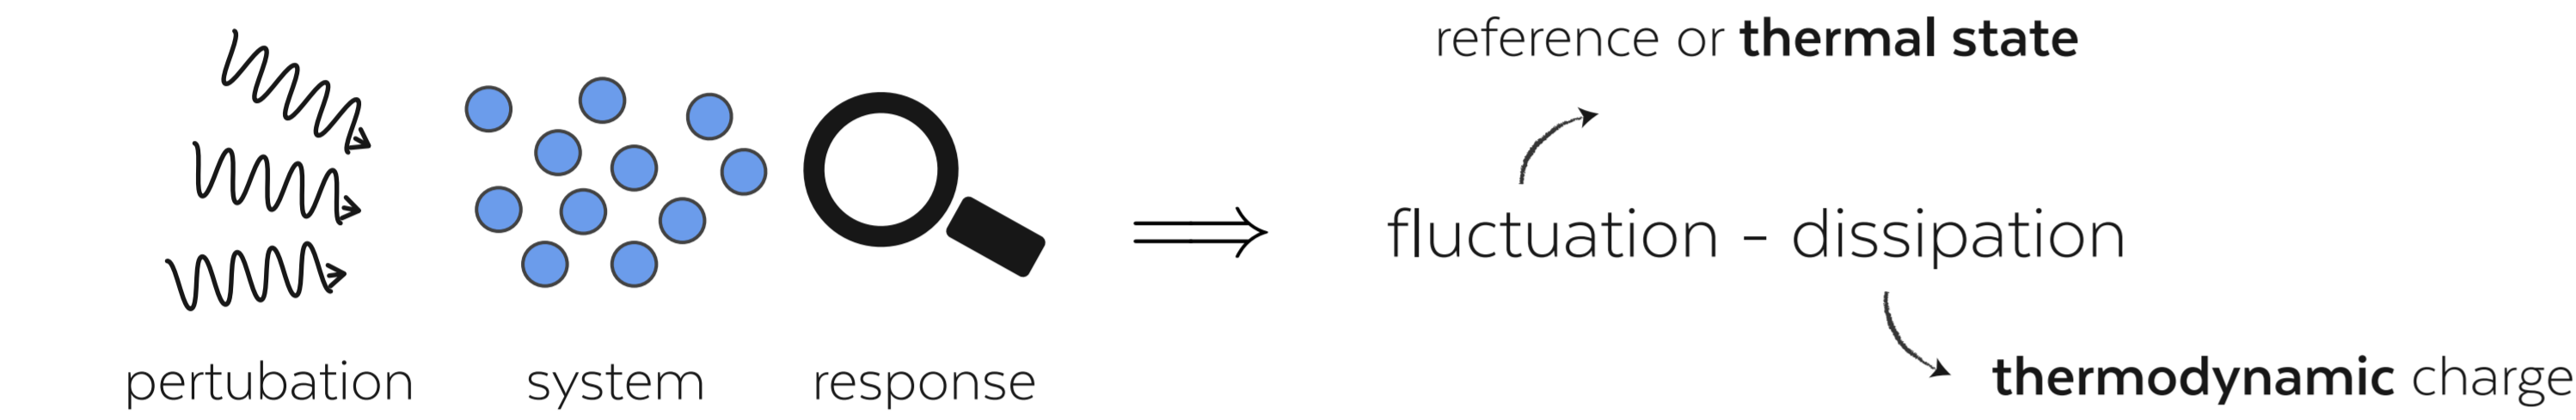 reference or thermal state
fluctuation - dissipation
pertubation
system
response
thermodynamic charge